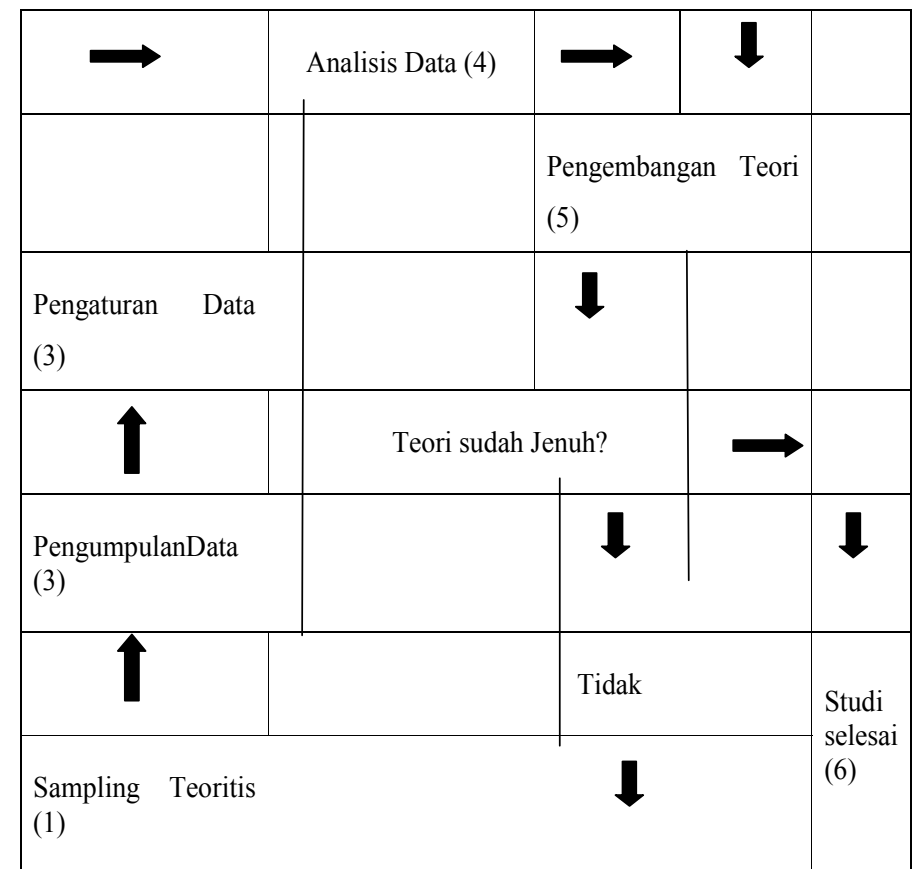 Analisis Data (4)
Pengembangan Teori
(5)
Pengaturan Data
(3)
Teori sudah Jenuh?
PengumpulanData
(3)
Tidak
Studi
selesai
(6)
Sampling Teoritis
(1)